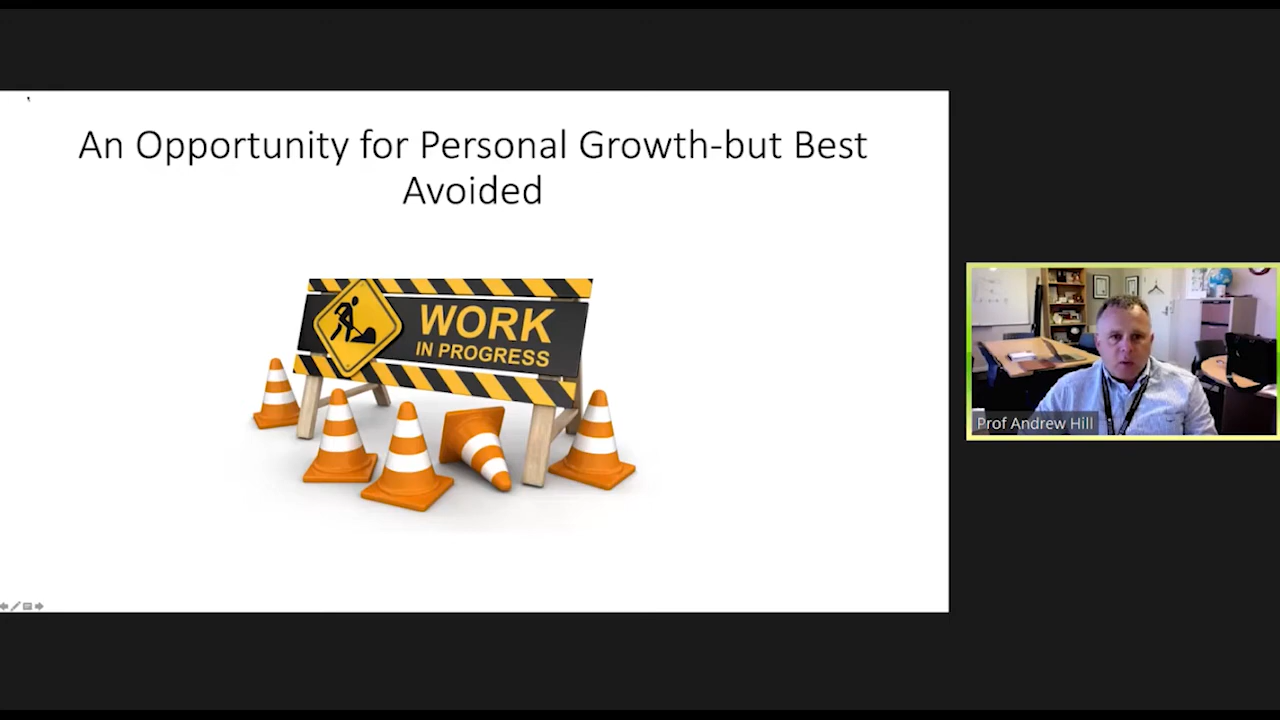 An Opportunity for Personal Growth-but Best
Avoided
WORK
IN PROGRESS
Prof Andrew Hill